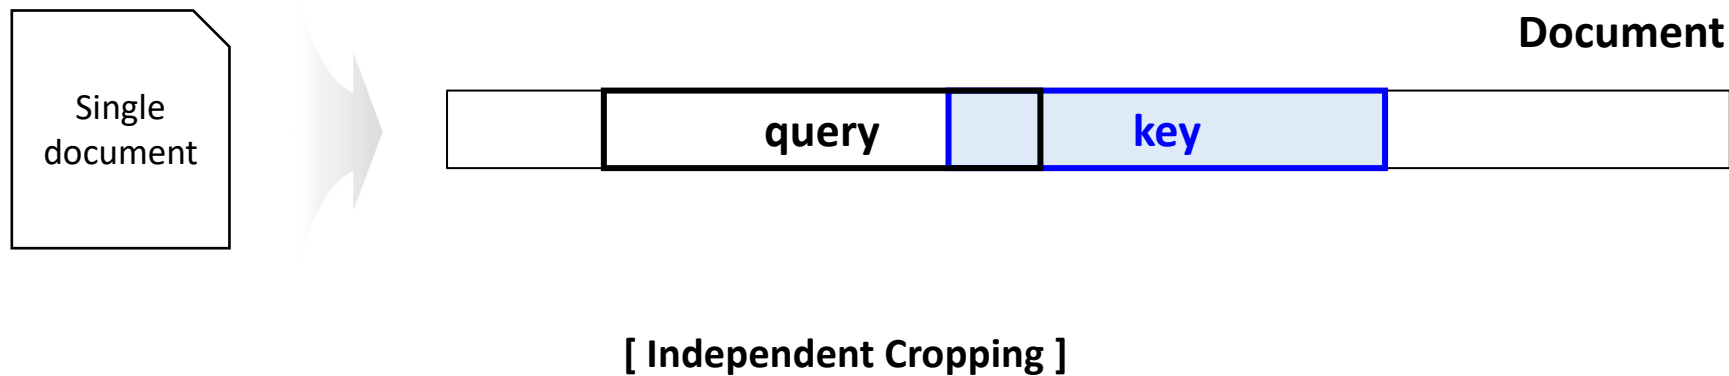 Document
Single
document
query
key
[ Independent Cropping ]